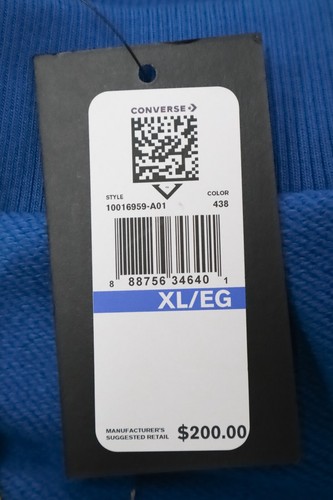 CONVERSE
STYLE COLOR
10016959-A01 438
8 88756 34640 1
XL/EG
MANUFACTURER'S
SUGGESTED RETAIL $200.00